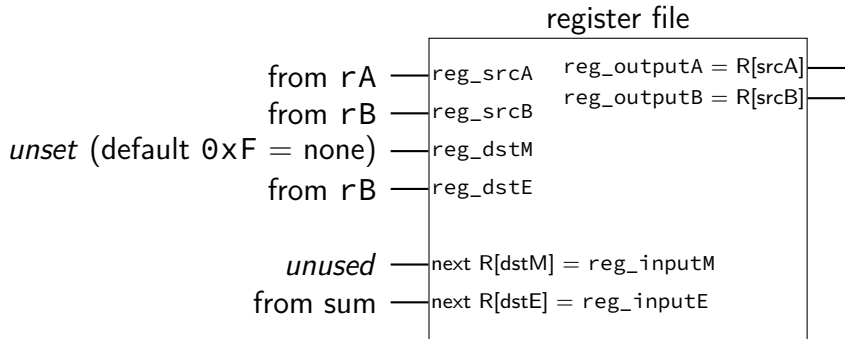 register file
from rA reg_srcA reg_outputA = R[srcA]
reg_outputB = R[srcB]
from rB reg_srcB
unset (default 0xF = none) reg_dstM
from rB reg_dstE
unused next R[dstM] = reg_inputM
from sum next R[dstE] = reg_inputE